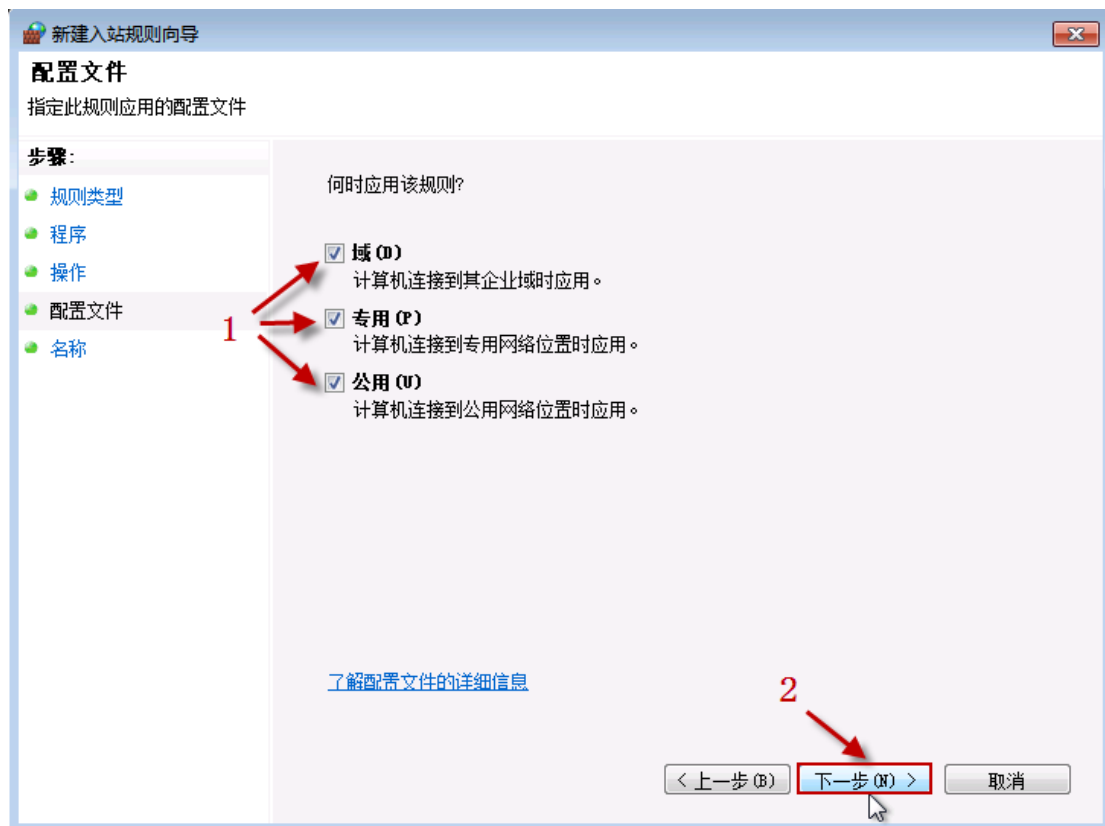 新建入站规则向导
配置文件
指定此规则应用的配置文件
步骤:
规则类型
程序
操作
配置文件
名称
何时应用该规则?
域(D)
计算机连接到其企业域时应用。
专用(P)
计算机连接到专用网络位置时应用。
公用(U)
计算机连接到公用网络位置时应用。
1
了解配置文件的详细信息
2
< 上一步(B)
下一步(N) >
取消